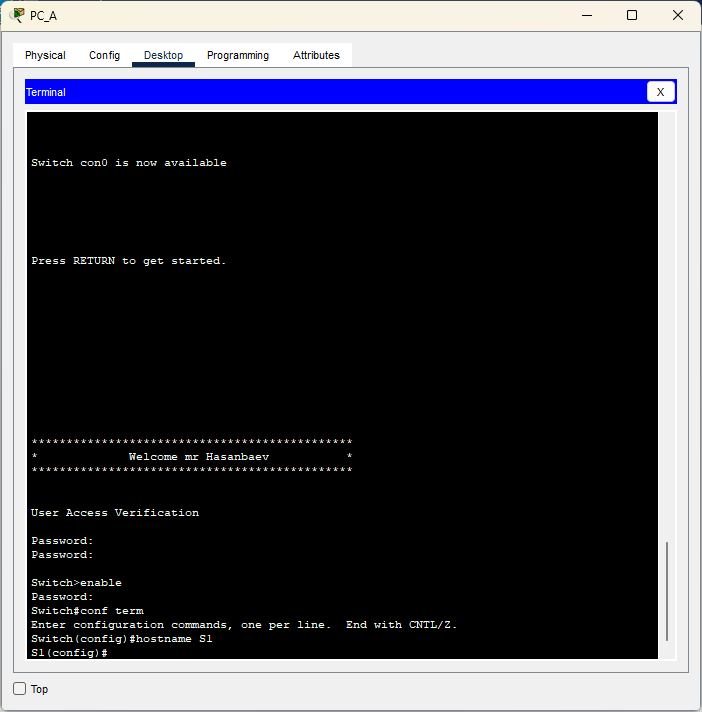 PC_A
Physical Config Desktop Programming Attributes
Terminal X
Switch con0 is now available
Press RETURN to get started.
**********************************************
* Welcome mr Hasanbaev *
**********************************************
User Access Verification
Password:
Password:
Switch>enable
Password:
Switch#conf term
Enter configuration commands, one per line. End with CNTL/Z.
Switch(config)#hostname S1
S1(config)#
Top